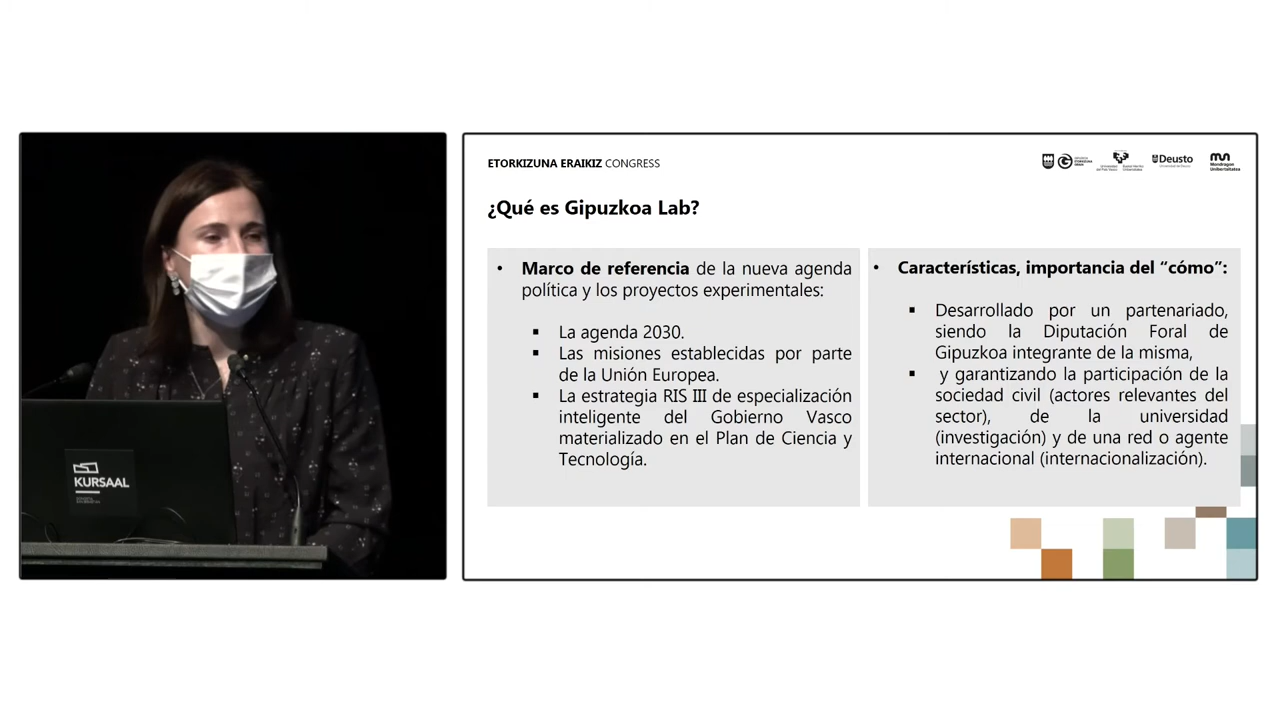 KURSAAL
ETORKIZUNA ERAIKIZ CONGRESS
Deusto
Mondragon
Unibertsitatea
¿Qué es Gipuzkoa Lab?
• Marco de referencia de la nueva agenda
política y los proyectos experimentales:
▪ La agenda 2030.
▪ Las misiones establecidas por parte
de la Unión Europea.
▪ La estrategia RIS III de especialización
inteligente del Gobierno Vasco
materializado en el Plan de Ciencia y
Tecnología.
• Características, importancia del “cómo”:
▪ Desarrollado por un partenariado,
siendo la Diputación Foral de
Gipuzkoa integrante de la misma,
▪ y garantizando la participación de la
sociedad civil (actores relevantes del
sector), de la universidad
(investigación) y de una red o agente
internacional (internacionalización).